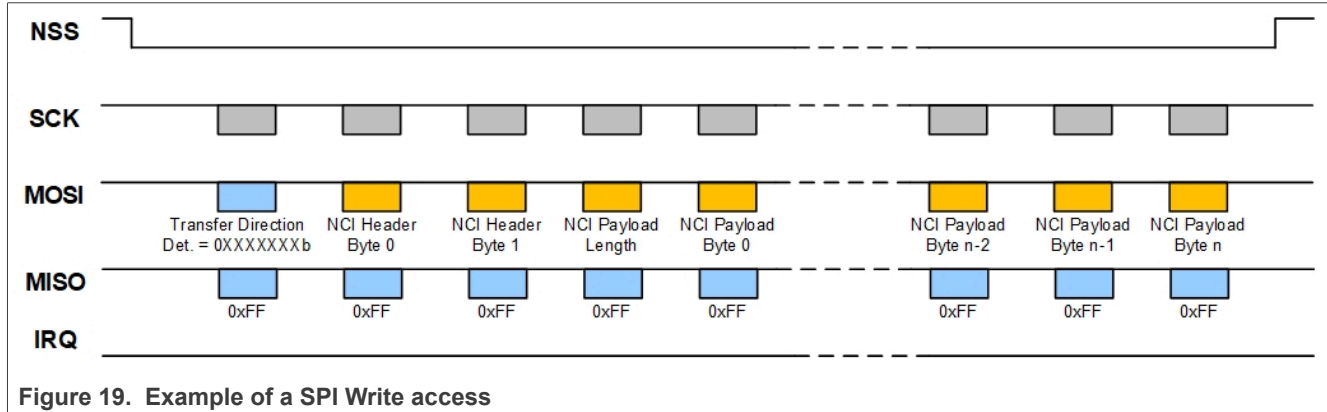 NSS
SCK
MOSI
Transfer Direction
Det. = 0XXXXXXXb
NCI Header
Byte 0
NCI Header
Byte 1
NCI Payload
Length
NCI Payload
Byte 0
NCI Payload
Byte n-2
NCI Payload
Byte n-1
NCI Payload
Byte n
MISO
0xFF
0xFF
0xFF
0xFF
0xFF
0xFF
0xFF
0xFF
IRQ
Figure 19. Example of a SPI Write access